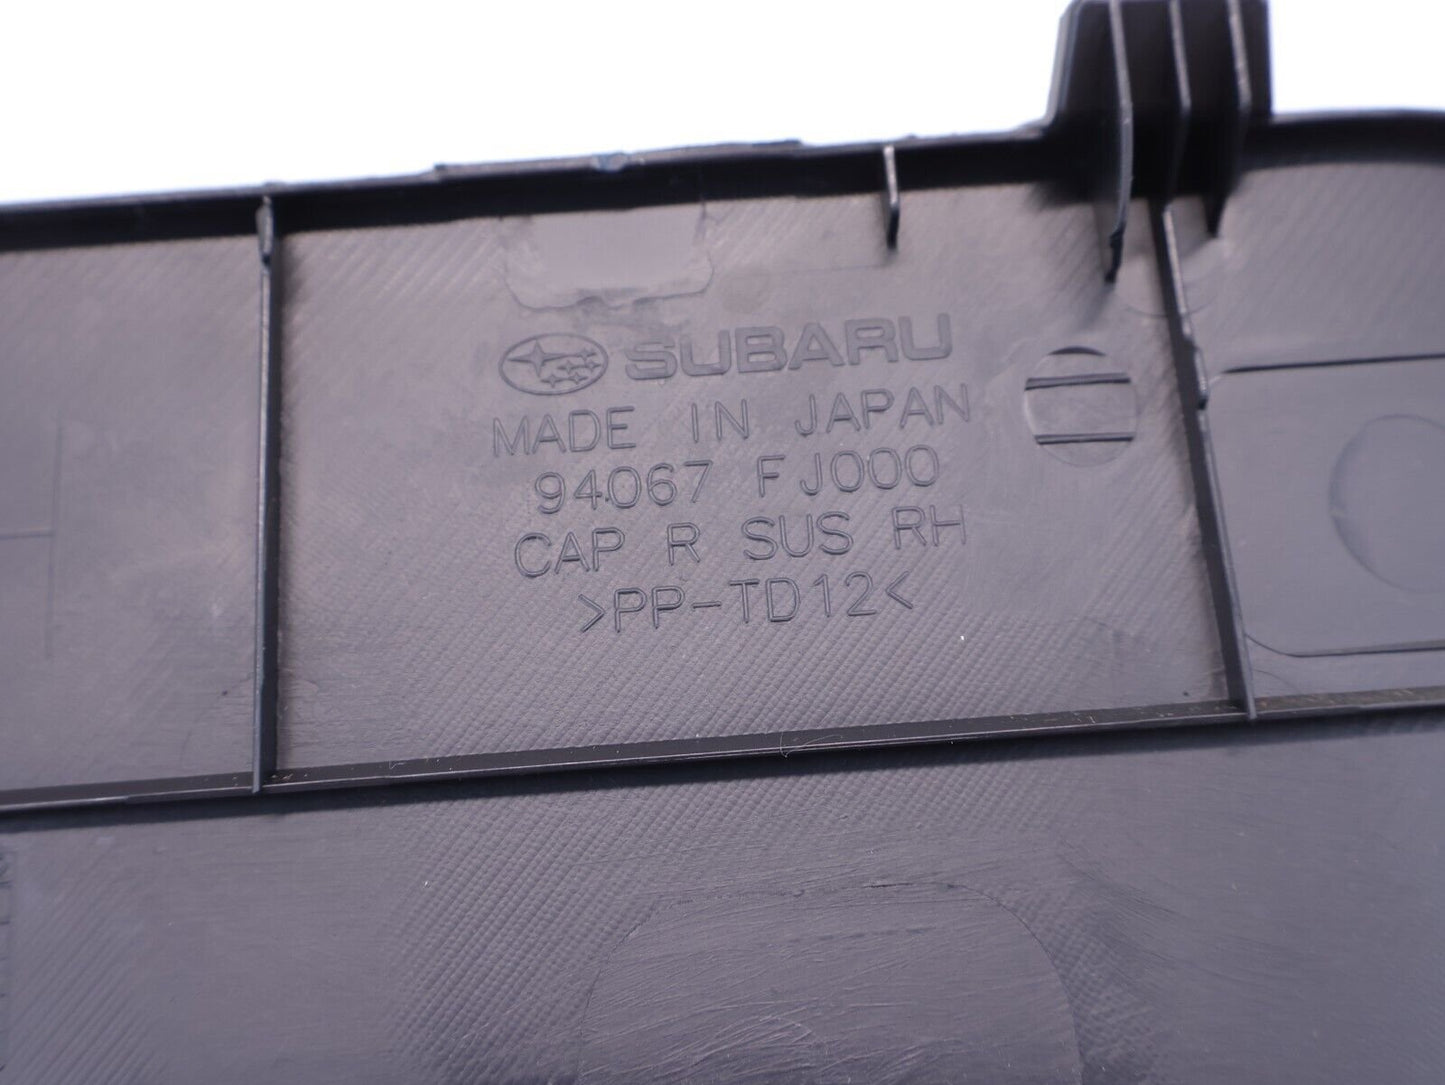 SUBARU
MADE IN JAPAN
94067 FJ000
CAP R SUS RH
>PP-TD12<